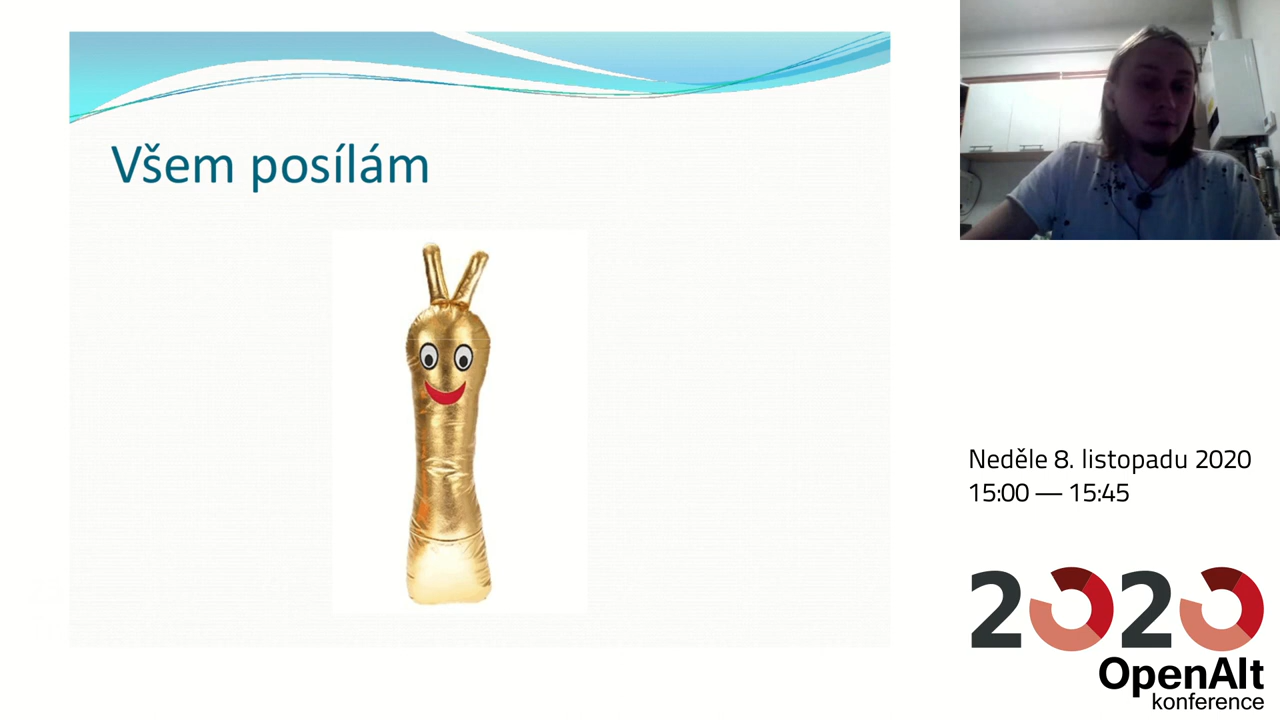 Všem posílám
Neděle 8. listopadu 2020
15:00 — 15:45
2020
OpenAlt
konference